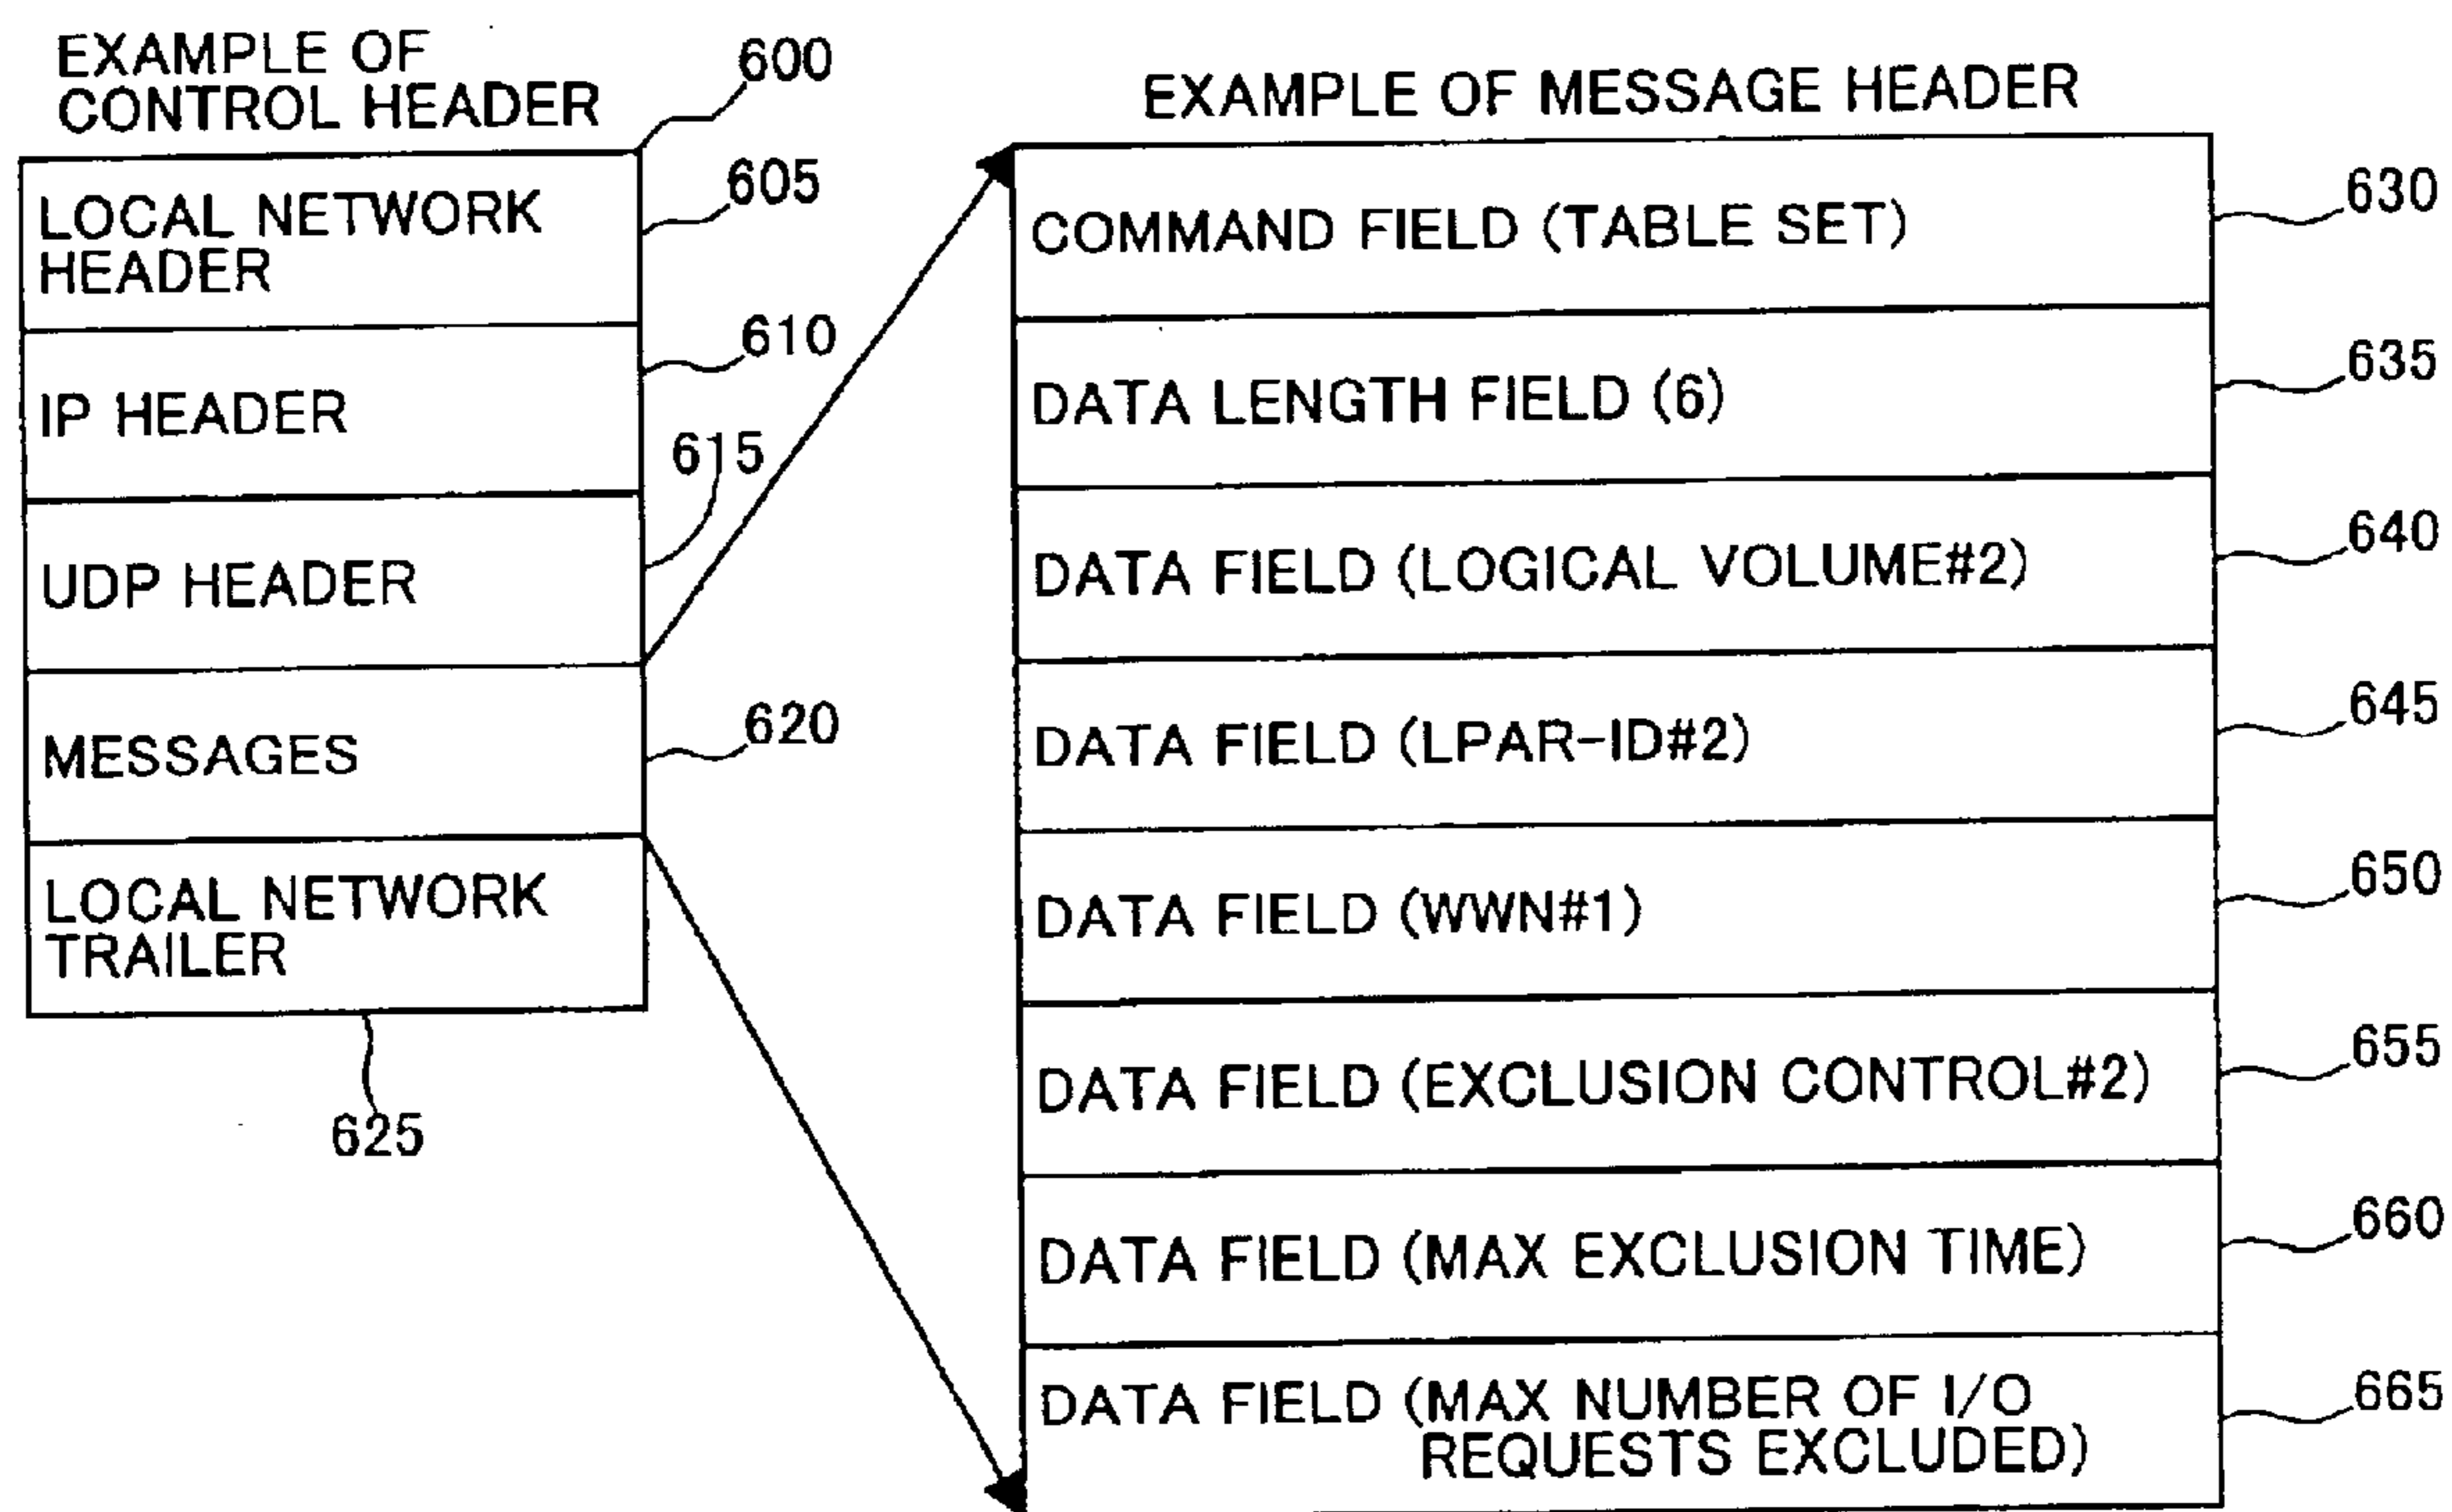 EXAMPLE OF
CONTROL HEADER
600
LOCAL NETWORK
HEADER
605
IP HEADER
610
UDP HEADER
615
MESSAGES
620
LOCAL NETWORK
TRAILER
625
EXAMPLE OF MESSAGE HEADER
COMMAND FIELD (TABLE SET)
630
DATA LENGTH FIELD (6)
635
DATA FIELD (LOGICAL VOLUME#2)
640
DATA FIELD (LPAR-ID#2)
645
DATA FIELD (WWN#1)
650
DATA FIELD (EXCLUSION CONTROL#2)
655
DATA FIELD (MAX EXCLUSION TIME)
660
DATA FIELD (MAX NUMBER OF I/O
REQUESTS EXCLUDED)
665